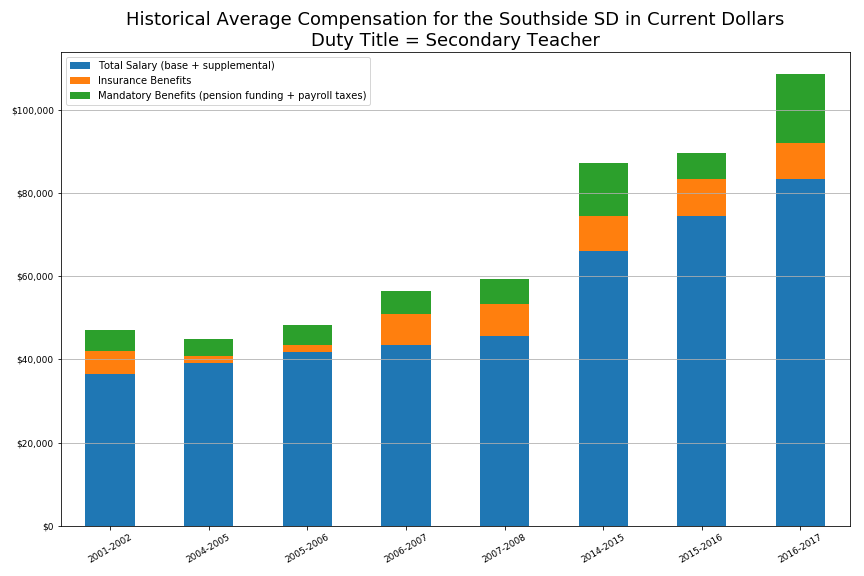 Historical Average Compensation for the Southside SD in Current Dollars
Duty Title = Secondary Teacher
Total Salary (base + supplemental)
Insurance Benefits
Mandatory Benefits (pension funding + payroll taxes)
$100,000
$80,000
$60,000
$40,000
$20,000
$0
2001-2002
2004-2005
2005-2006
2006-2007
2007-2008
2014-2015
2015-2016
2016-2017